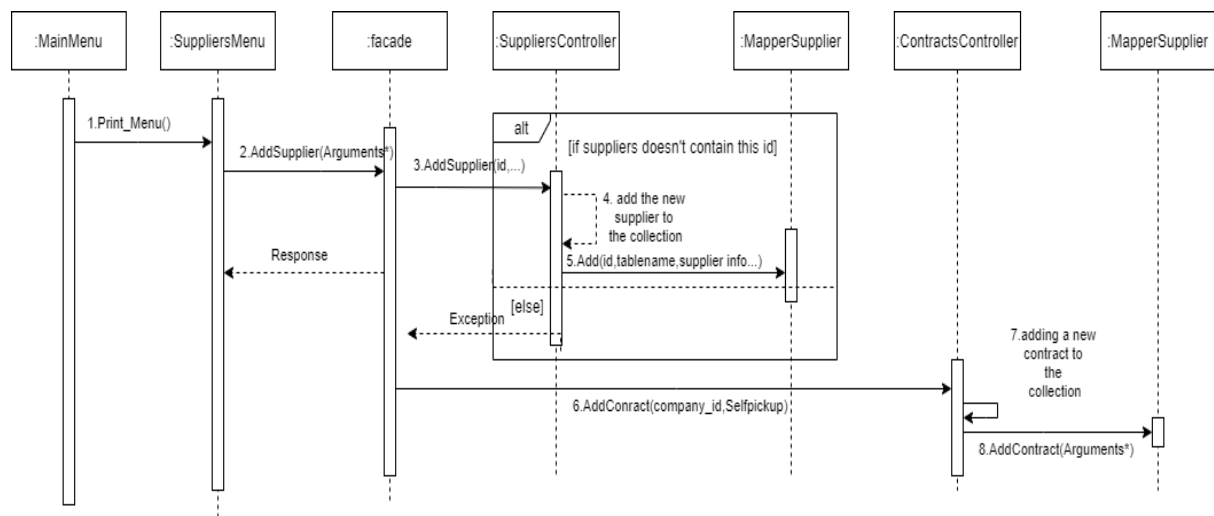 :MainMenu
:SuppliersMenu
:facade
:SuppliersController
:MapperSupplier
:ContractsController
:MapperSupplier
1.Print_Menu()
alt
[if suppliers doesn't contain this id]
2.AddSupplier(Arguments*)
3.AddSupplier(id,...)
4. add the new
supplier to
the collection
Response
5.Add(id,tablename,supplier info...)
[else]
Exception
7.adding a new
contract to
the
collection
6.AddConract(company_id,Selfpickup)
8.AddContract(Arguments*)